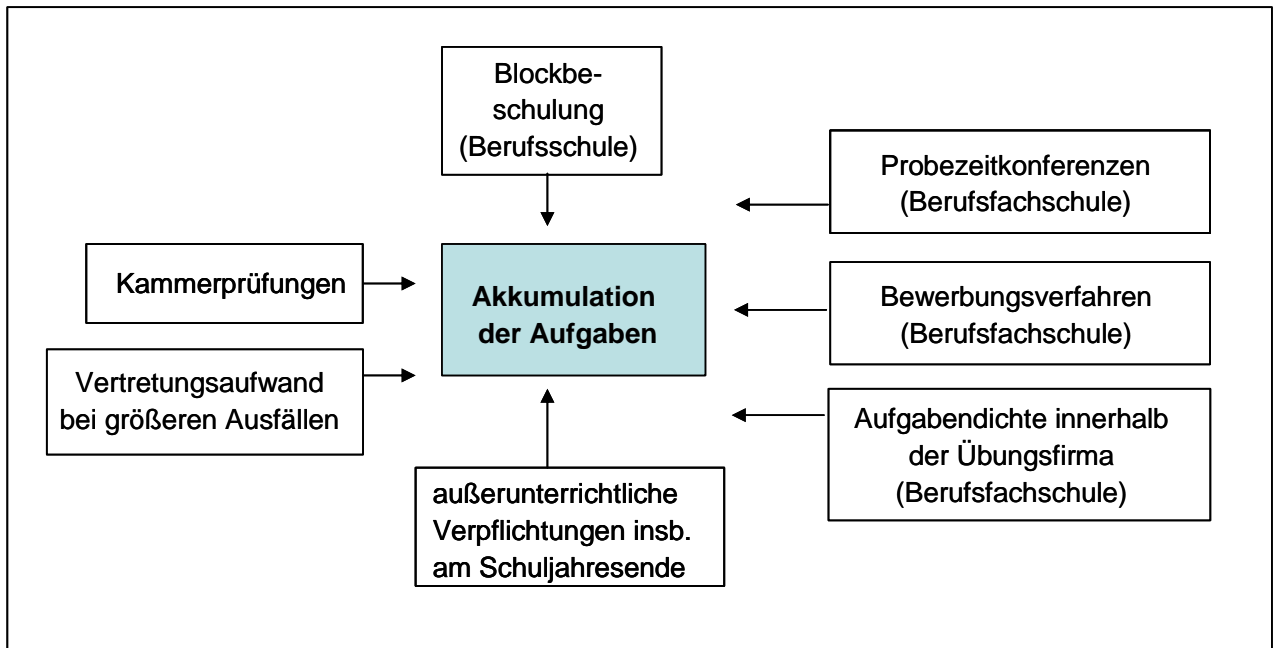 Blockbe-
schulung
(Berufsschule)
Probezeitkonferenzen
(Berufsfachschule)
Kammerprüfungen
Akkumulation
der Aufgaben
Bewerbungsverfahren
(Berufsfachschule)
Vertretungsaufwand
bei größeren Ausfällen
Aufgabendichte innerhalb
der Übungsfirma
(Berufsfachschule)
außerunterrichtliche
Verpflichtungen insb.
am Schuljahresende